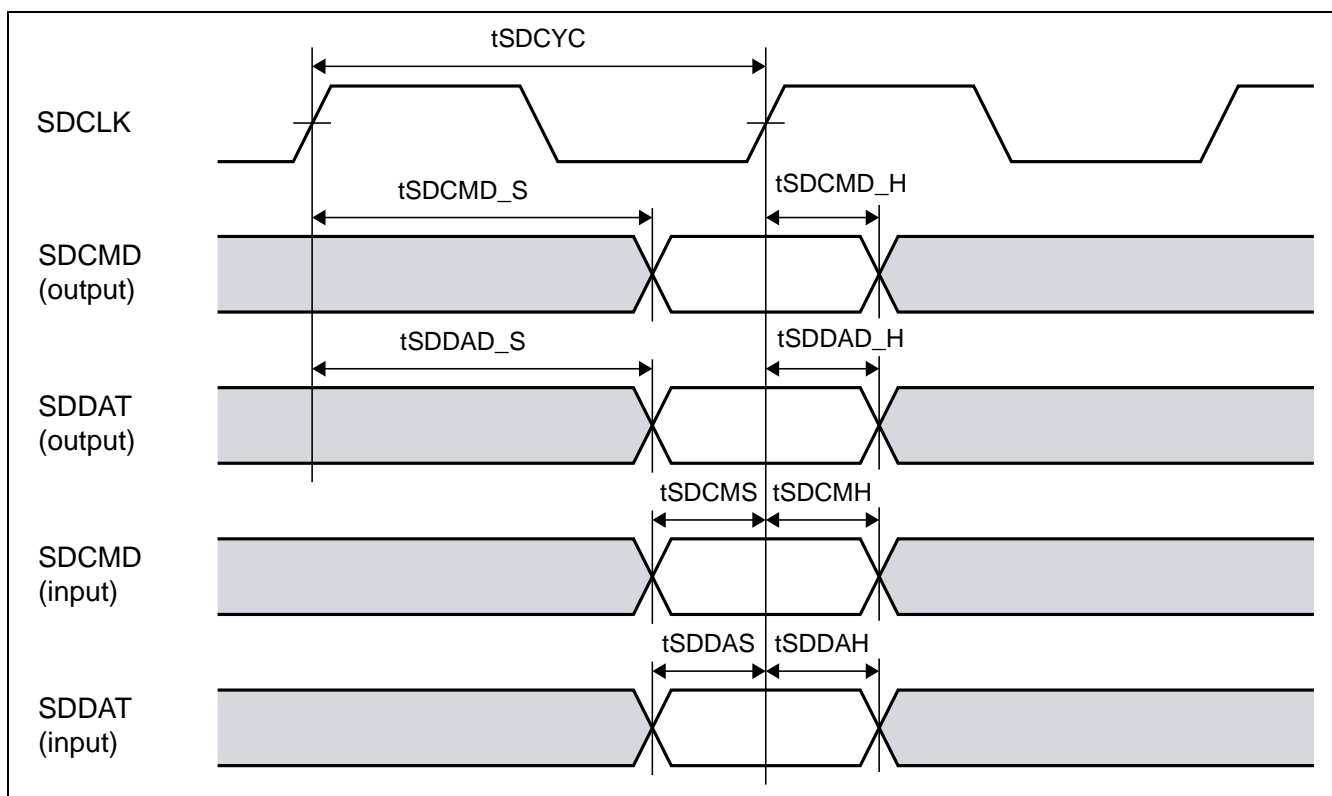 tSDCYC
SDCLK
tSDCMD_S
tSDCMD_H
SDCMD
(output)
tSDDAD_S
tSDDAD_H
SDDAT
(output)
tSDCMS
tSDCMH
SDCMD
(input)
tSDDAS
tSDDAH
SDDAT
(input)